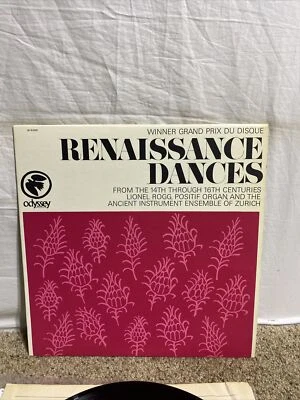 WINNER GRAND PRIX DU DISQUE
RENAISSANCE
DANCES
FROM THE 14TH THROUGH 16TH CENTURIES
LIONEL ROGG, POSITIF ORGAN, AND THE
ANCIENT INSTRUMENT ENSEMBLE OF ZURICH
odyssey